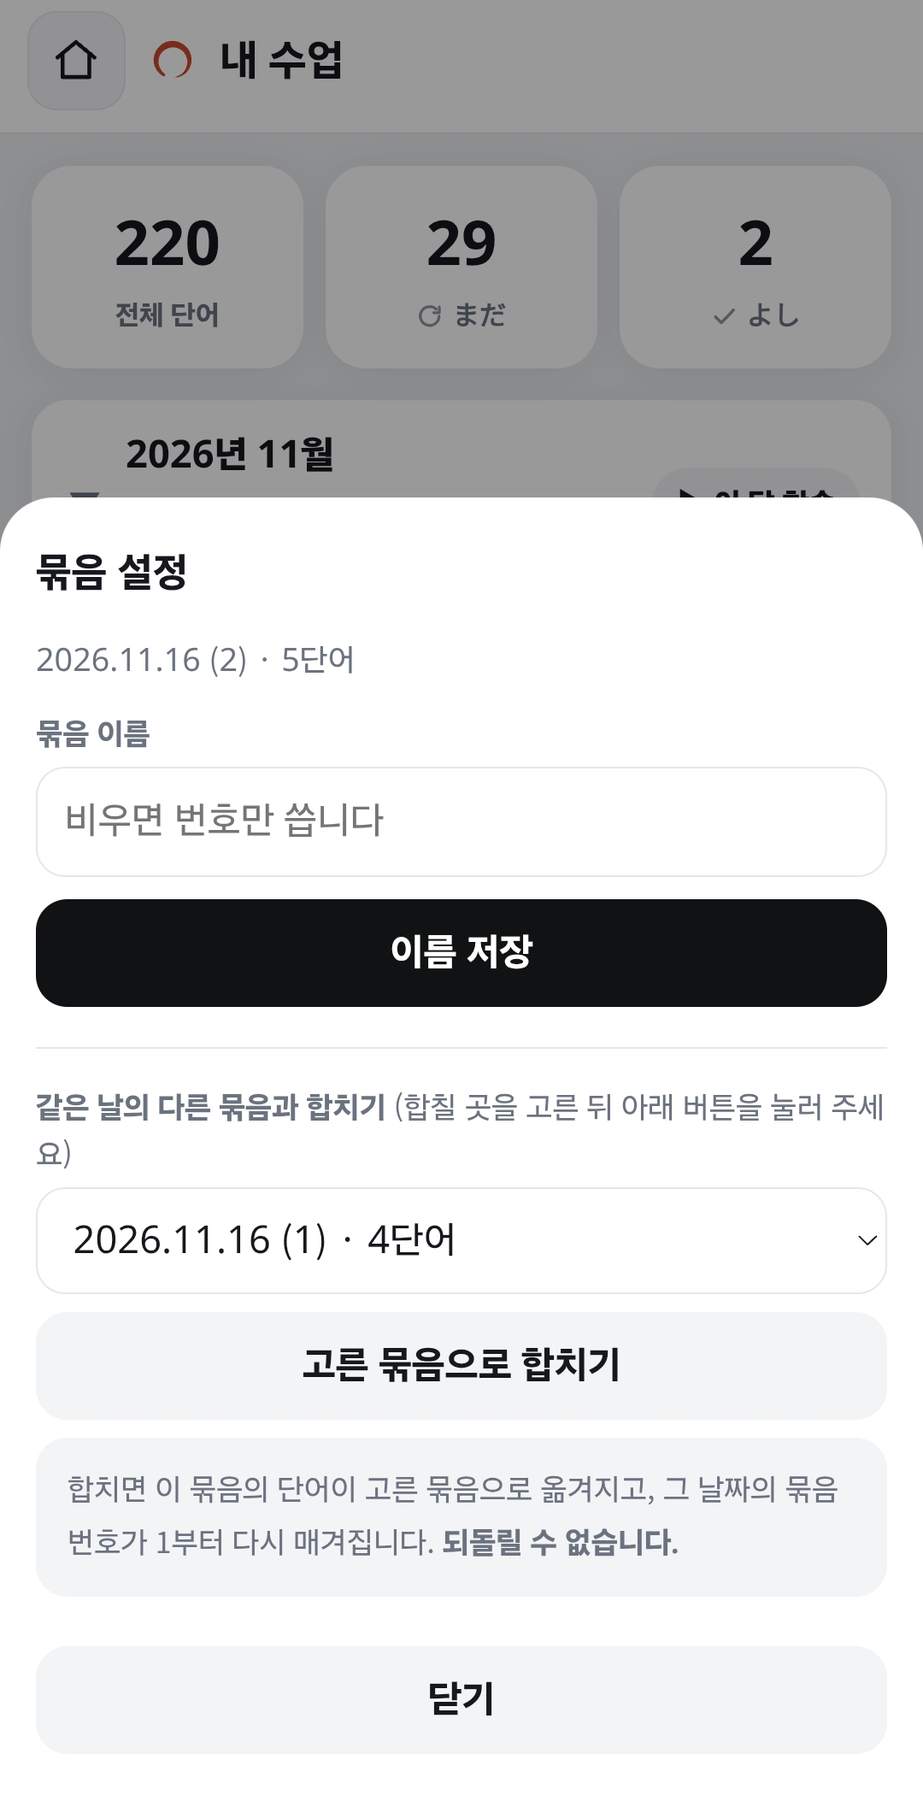 내 수업
220
전체 단어
29
まだ
2
よし
2026년 11월
묶음 설정
2026.11.16 (2) · 5단어
묶음 이름
비우면 번호만 씁니다
이름 저장
같은 날의 다른 묶음과 합치기 (합칠 곳을 고른 뒤 아래 버튼을 눌러 주세
요)
2026.11.16 (1) · 4단어
고른 묶음으로 합치기
합치면 이 묶음의 단어이 고른 묶음으로 옮겨지고, 그 날짜의 묶음
번호가 1부터 다시 매겨집니다. 되돌릴 수 없습니다.
닫기